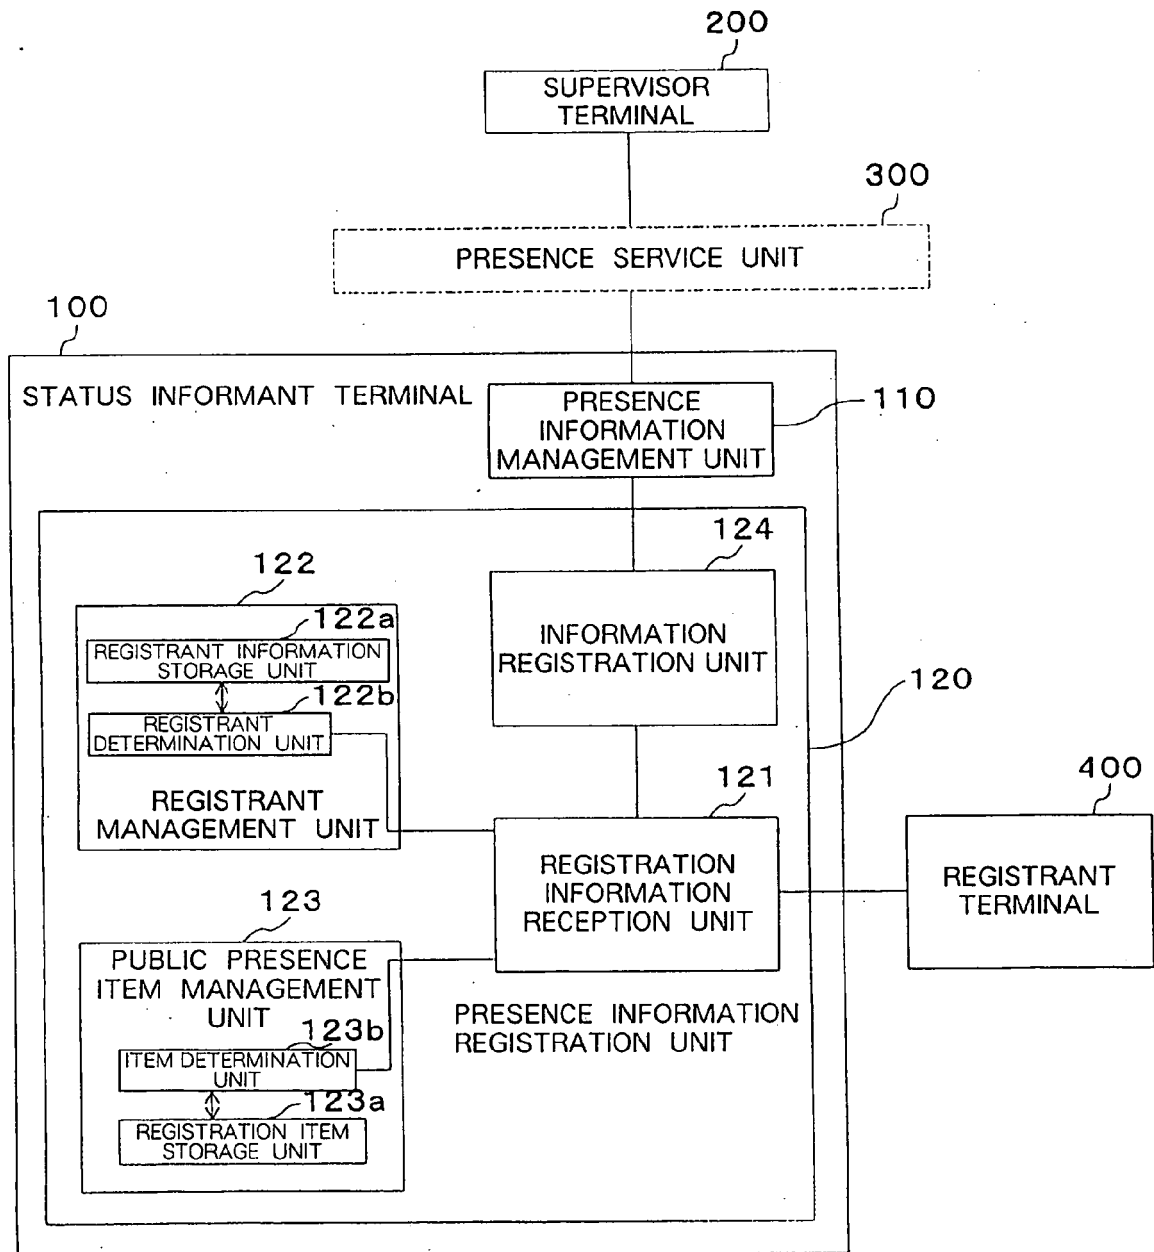 200
SUPERVISOR
TERMINAL
300
PRESENCE SERVICE UNIT
100
STATUS INFORMANT TERMINAL
PRESENCE
INFORMATION
MANAGEMENT UNIT
110
124
INFORMATION
REGISTRATION UNIT
122
122a
REGISTRANT INFORMATION
STORAGE UNIT
122b
REGISTRANT
DETERMINATION UNIT
REGISTRANT
MANAGEMENT UNIT
120
121
REGISTRATION
INFORMATION
RECEPTION UNIT
400
REGISTRANT
TERMINAL
123
PUBLIC PRESENCE
ITEM MANAGEMENT
UNIT
123b
ITEM DETERMINATION
UNIT
123a
REGISTRATION ITEM
STORAGE UNIT
PRESENCE INFORMATION
REGISTRATION UNIT